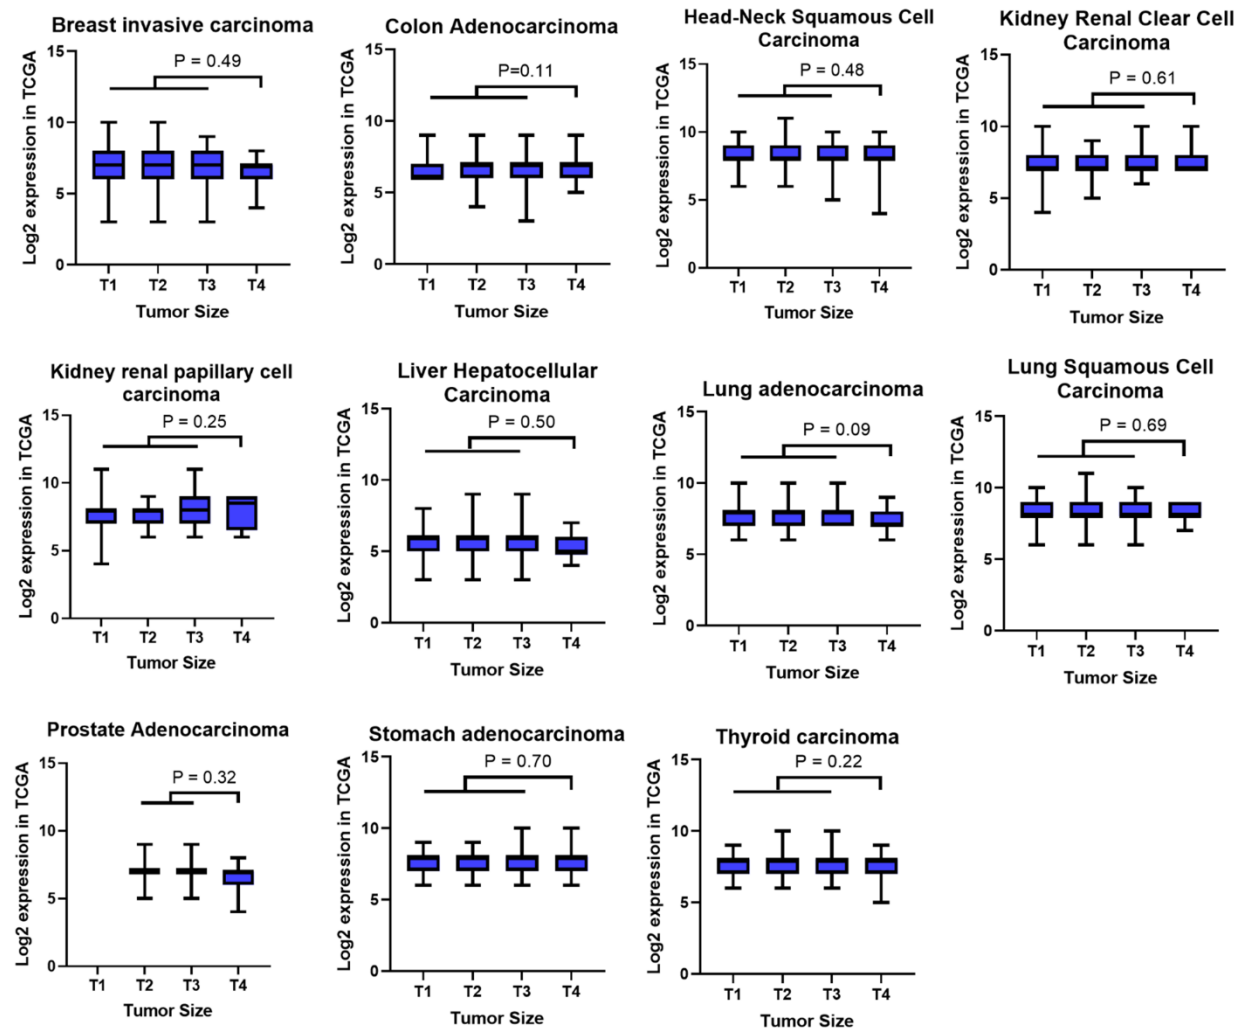 Breast invasive carcinoma
P = 0.49
Log2 expression in TCGA
15
10
5
0
T1 T2 T3 T4
Tumor Size
Colon Adenocarcinoma
P=0.11
Log2 expression in TCGA
15
10
5
0
T1 T2 T3 T4
Tumor Size
Head-Neck Squamous Cell
Carcinoma
P = 0.48
Log2 expression in TCGA
15
10
5
0
T1 T2 T3 T4
Tumor Size
Kidney Renal Clear Cell
Carcinoma
P = 0.61
Log2 expression in TCGA
15
10
5
0
T1 T2 T3 T4
Tumor Size
Kidney renal papillary cell
carcinoma
P = 0.25
Log2 expression in TCGA
15
10
5
0
T1 T2 T3 T4
Tumor Size
Liver Hepatocellular
Carcinoma
P = 0.50
Log2 expression in TCGA
15
10
5
0
T1 T2 T3 T4
Tumor Size
Lung adenocarcinoma
P = 0.09
Log2 expression in TCGA
15
10
5
0
T1 T2 T3 T4
Tumor Size
Lung Squamous Cell
Carcinoma
P = 0.69
Log2 expression in TCGA
15
10
5
0
T1 T2 T3 T4
Tumor Size
Prostate Adenocarcinoma
P = 0.32
Log2 expression in TCGA
15
10
5
0
T1 T2 T3 T4
Tumor Size
Stomach adenocarcinoma
P = 0.70
Log2 expression in TCGA
15
10
5
0
T1 T2 T3 T4
Tumor Size
Thyroid carcinoma
P = 0.22
Log2 expression in TCGA
15
10
5
0
T1 T2 T3 T4
Tumor Size